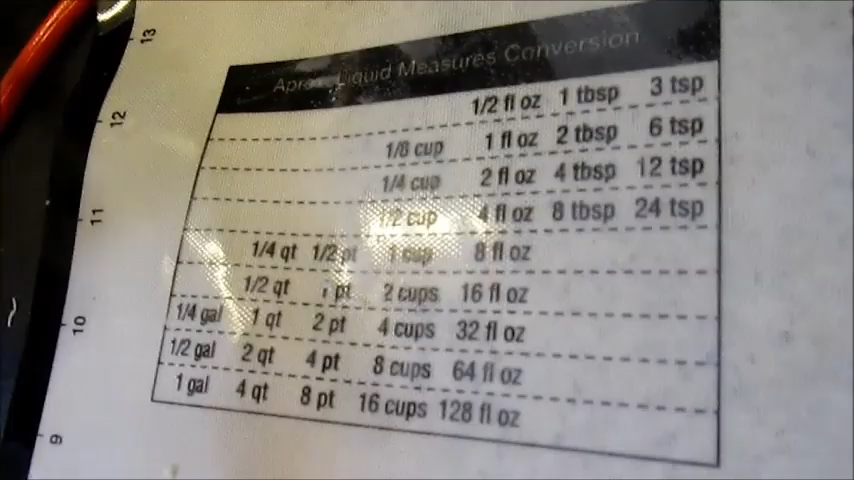 Approx. Liquid Measures Conversion
1/2 fl oz 1 tbsp 3 tsp
1/8 cup 1 fl oz 2 tbsp 6 tsp
1/4 cup 2 fl oz 4 tbsp 12 tsp
1/2 cup 4 fl oz 8 tbsp 24 tsp
1/4 qt 1/2 pt 1 cup 8 fl oz
1/2 qt 1 pt 2 cups 16 fl oz
1/4 gal 1 qt 2 pt 4 cups 32 fl oz
1/2 gal 2 qt 4 pt 8 cups 64 fl oz
1 gal 4 qt 8 pt 16 cups 128 fl oz
13
12
11
10
9